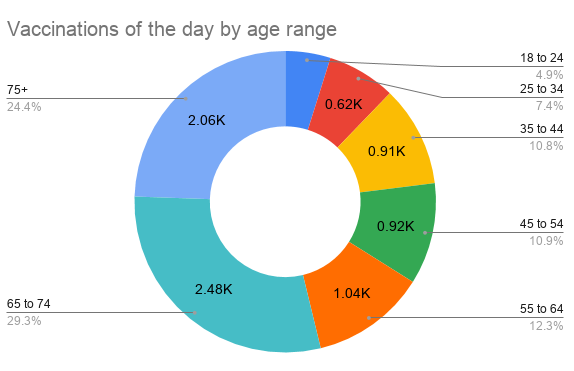 Vaccinations of the day by age range
18 to 24
4.9%
25 to 34
7.4%
35 to 44
10.8%
45 to 54
10.9%
55 to 64
12.3%
65 to 74
29.3%
75+
24.4%
0.62K
0.91K
0.92K
1.04K
2.48K
2.06K